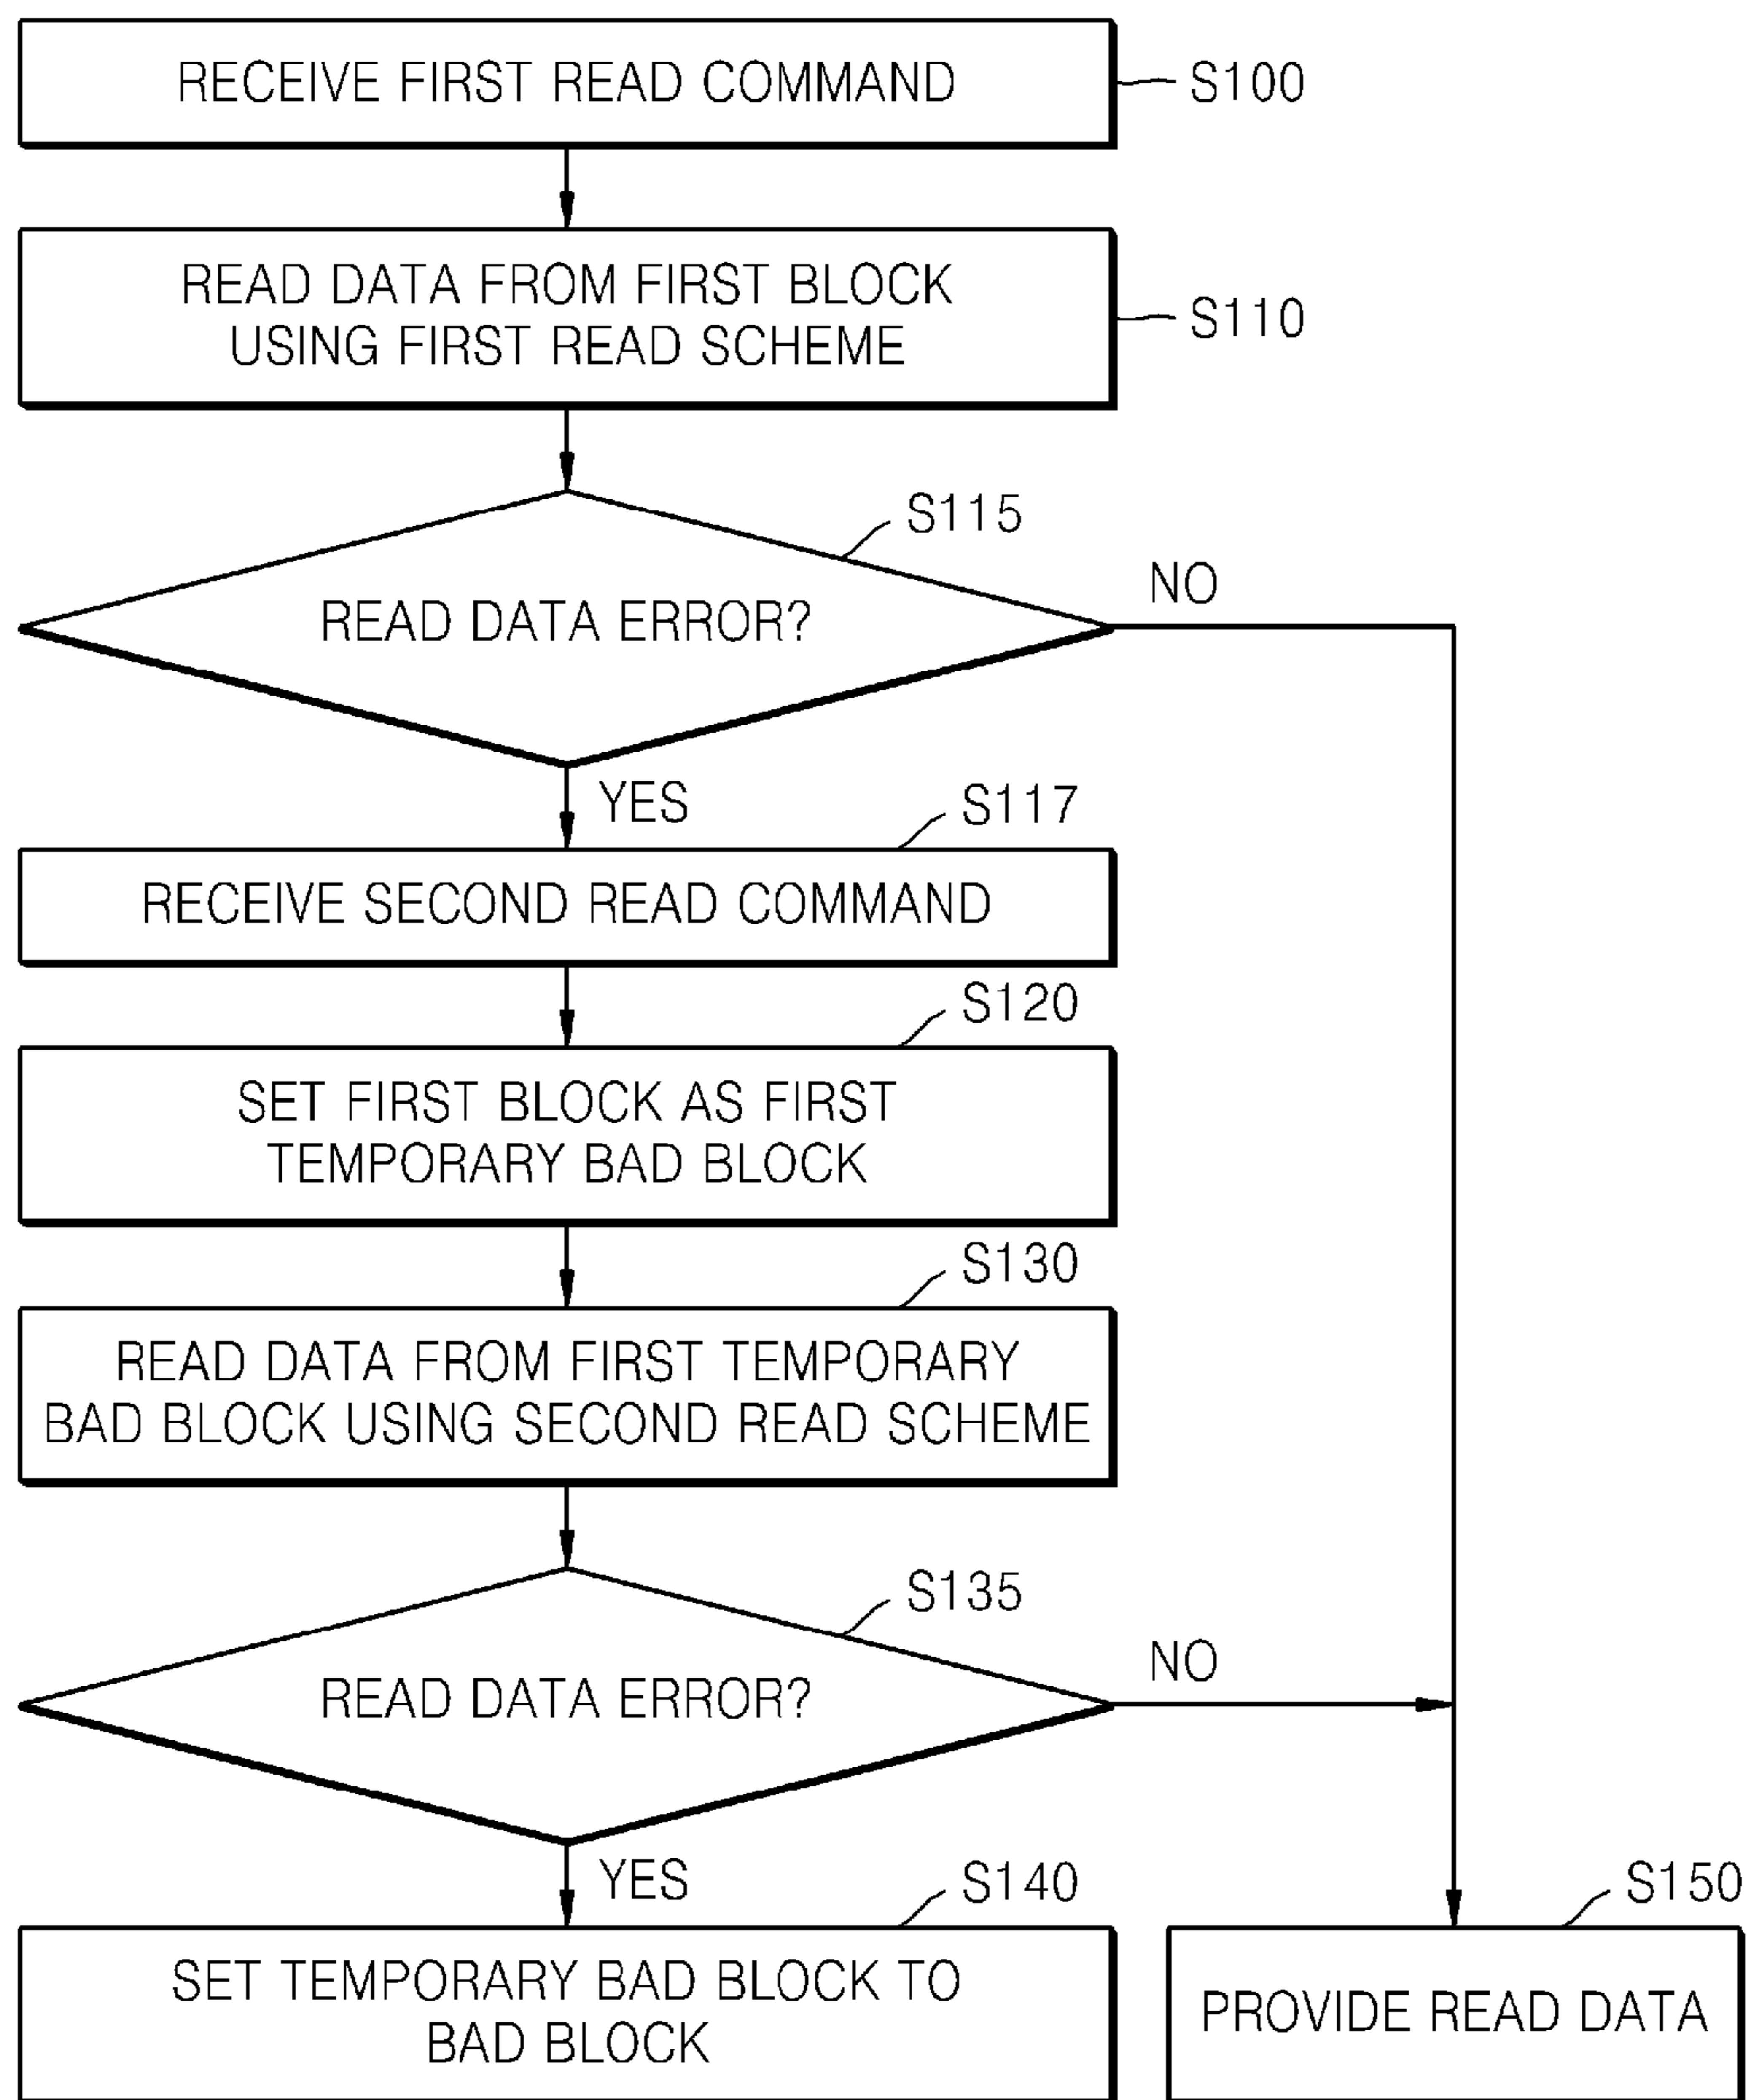 RECEIVE FIRST READ COMMAND
S100
READ DATA FROM FIRST BLOCK
USING FIRST READ SCHEME
S110
S115
READ DATA ERROR?
NO
YES
S117
RECEIVE SECOND READ COMMAND
S120
SET FIRST BLOCK AS FIRST
TEMPORARY BAD BLOCK
S130
READ DATA FROM FIRST TEMPORARY
BAD BLOCK USING SECOND READ SCHEME
S135
READ DATA ERROR?
NO
YES
S140
SET TEMPORARY BAD BLOCK TO
BAD BLOCK
S150
PROVIDE READ DATA